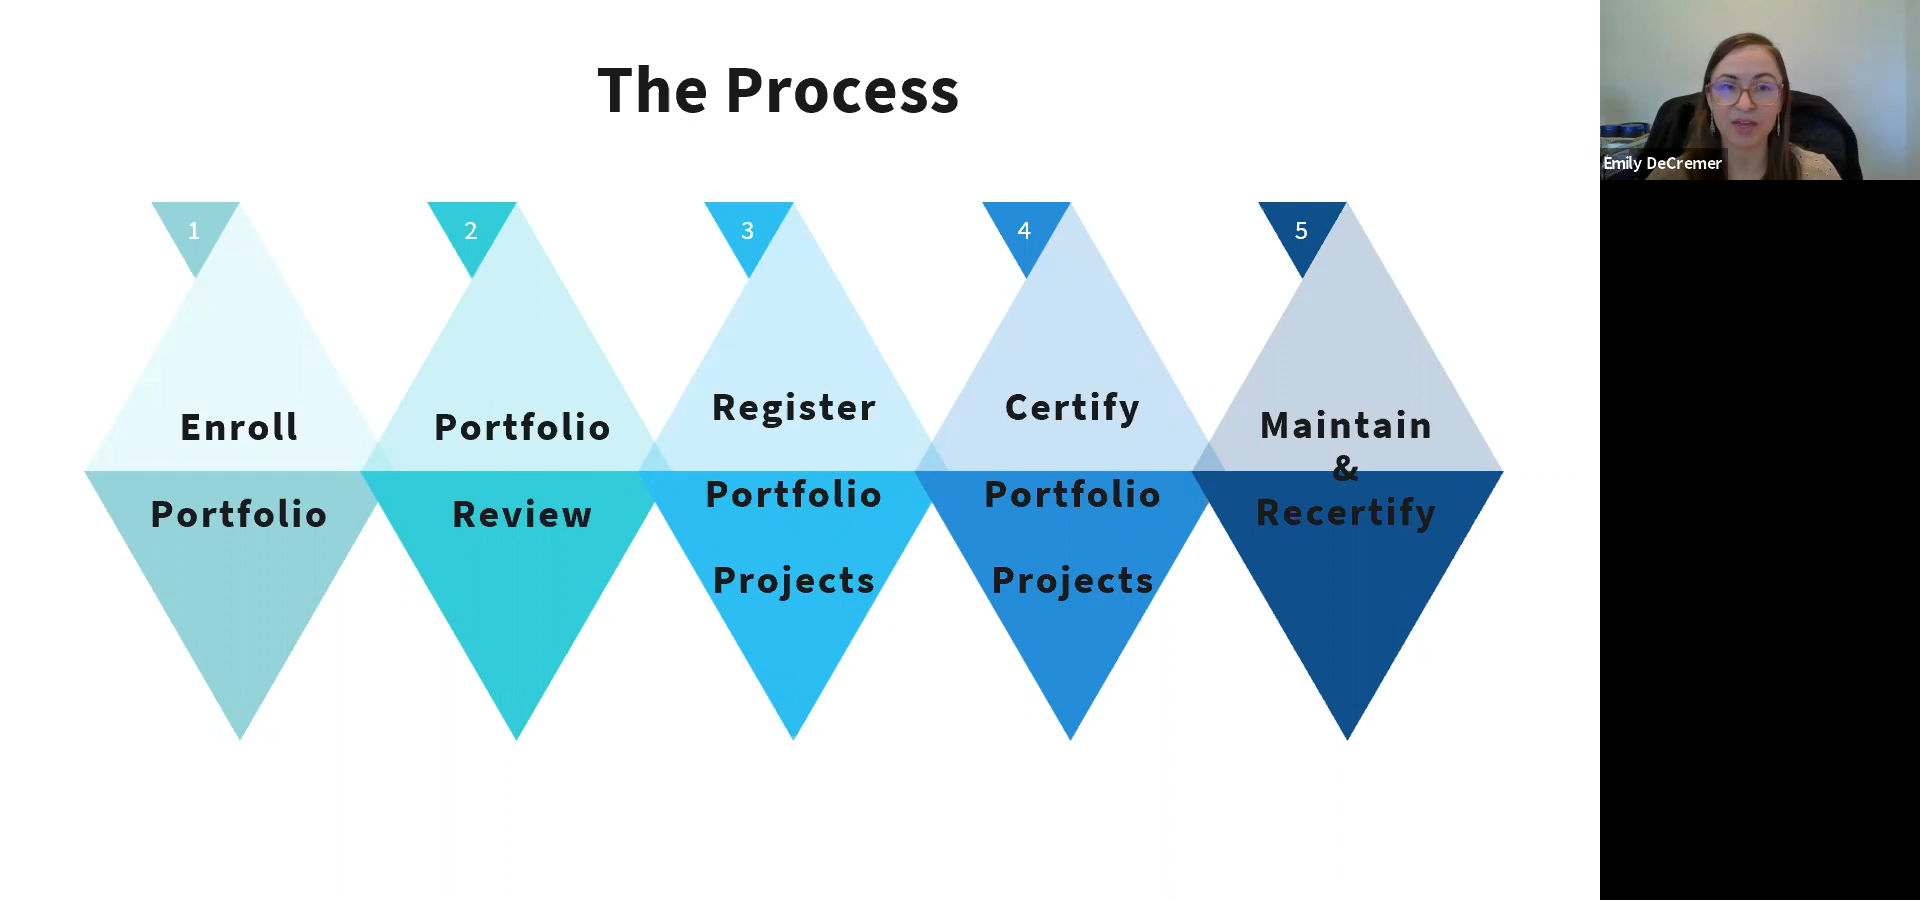 The Process
1
Enroll
Portfolio
2
Portfolio
Review
3
Register
Portfolio
Projects
4
Certify
Portfolio
Projects
5
Maintain
&
Recertify
Emily DeCremer